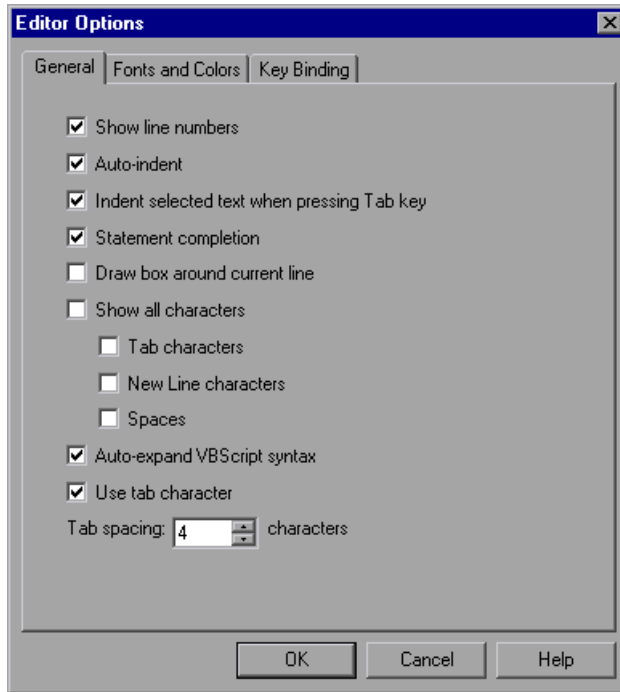 Editor Options
General Fonts and Colors Key Binding
Show line numbers
Auto-indent
Indent selected text when pressing Tab key
Statement completion
Draw box around current line
Show all characters
Tab characters
New Line characters
Spaces
Auto-expand VBScript syntax
Use tab character
Tab spacing: 4 characters
OK Cancel Help